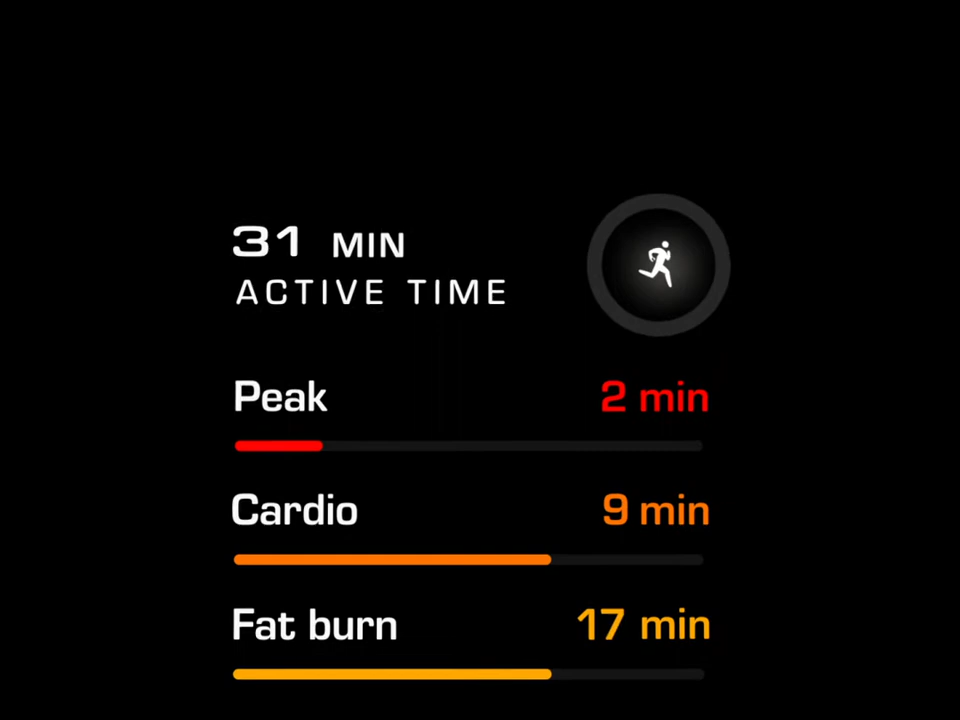 31 MIN
ACTIVE TIME
Peak 2 min
Cardio 9 min
Fat burn 17 min